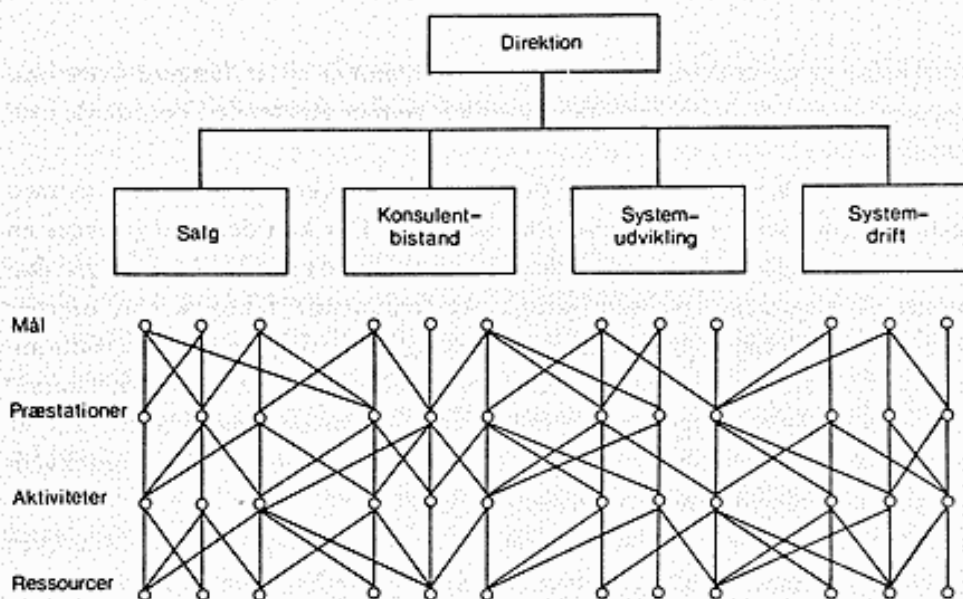 Direktion
Salg
Konsulent-
bistand
System-
udvikling
System-
drift
Mål
Præstationer
Aktiviteter
Ressourcer